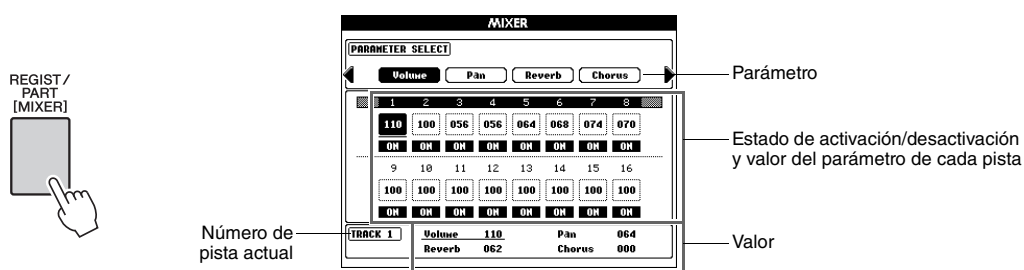 MIXER
PARAMETER SELECT
Volume Pan Reverb Chorus
Parámetro
REGIST/
PART
[MIXER]
1 2 3 4 5 6 7 8
110 100 056 056 064 068 074 070
ON ON ON ON ON ON ON ON
Estado de activación/desactivación
y valor del parámetro de cada pista
9 10 11 12 13 14 15 16
100 100 100 100 100 100 100 100
ON ON ON ON ON ON ON ON
Número de
pista actual
TRACK 1
Volume 110 Pan 064
Reverb 062 Chorus 000
Valor